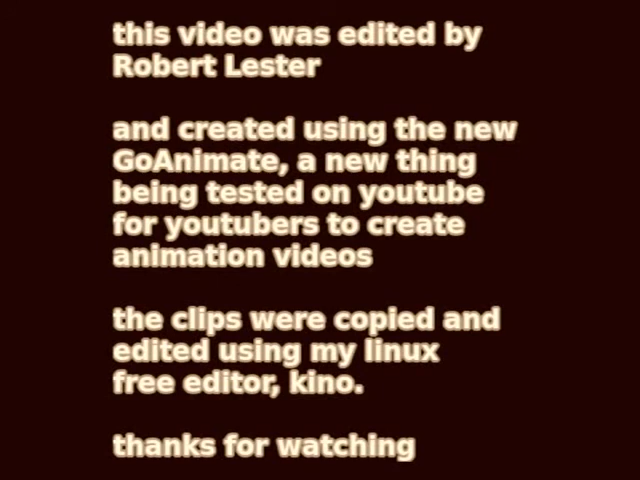 this video was edited by
Robert Lester
and created using the new
GoAnimate, a new thing
being tested on youtube
for youtubers to create
animation videos
the clips were copied and
edited using my linux
free editor, kino.
thanks for watching